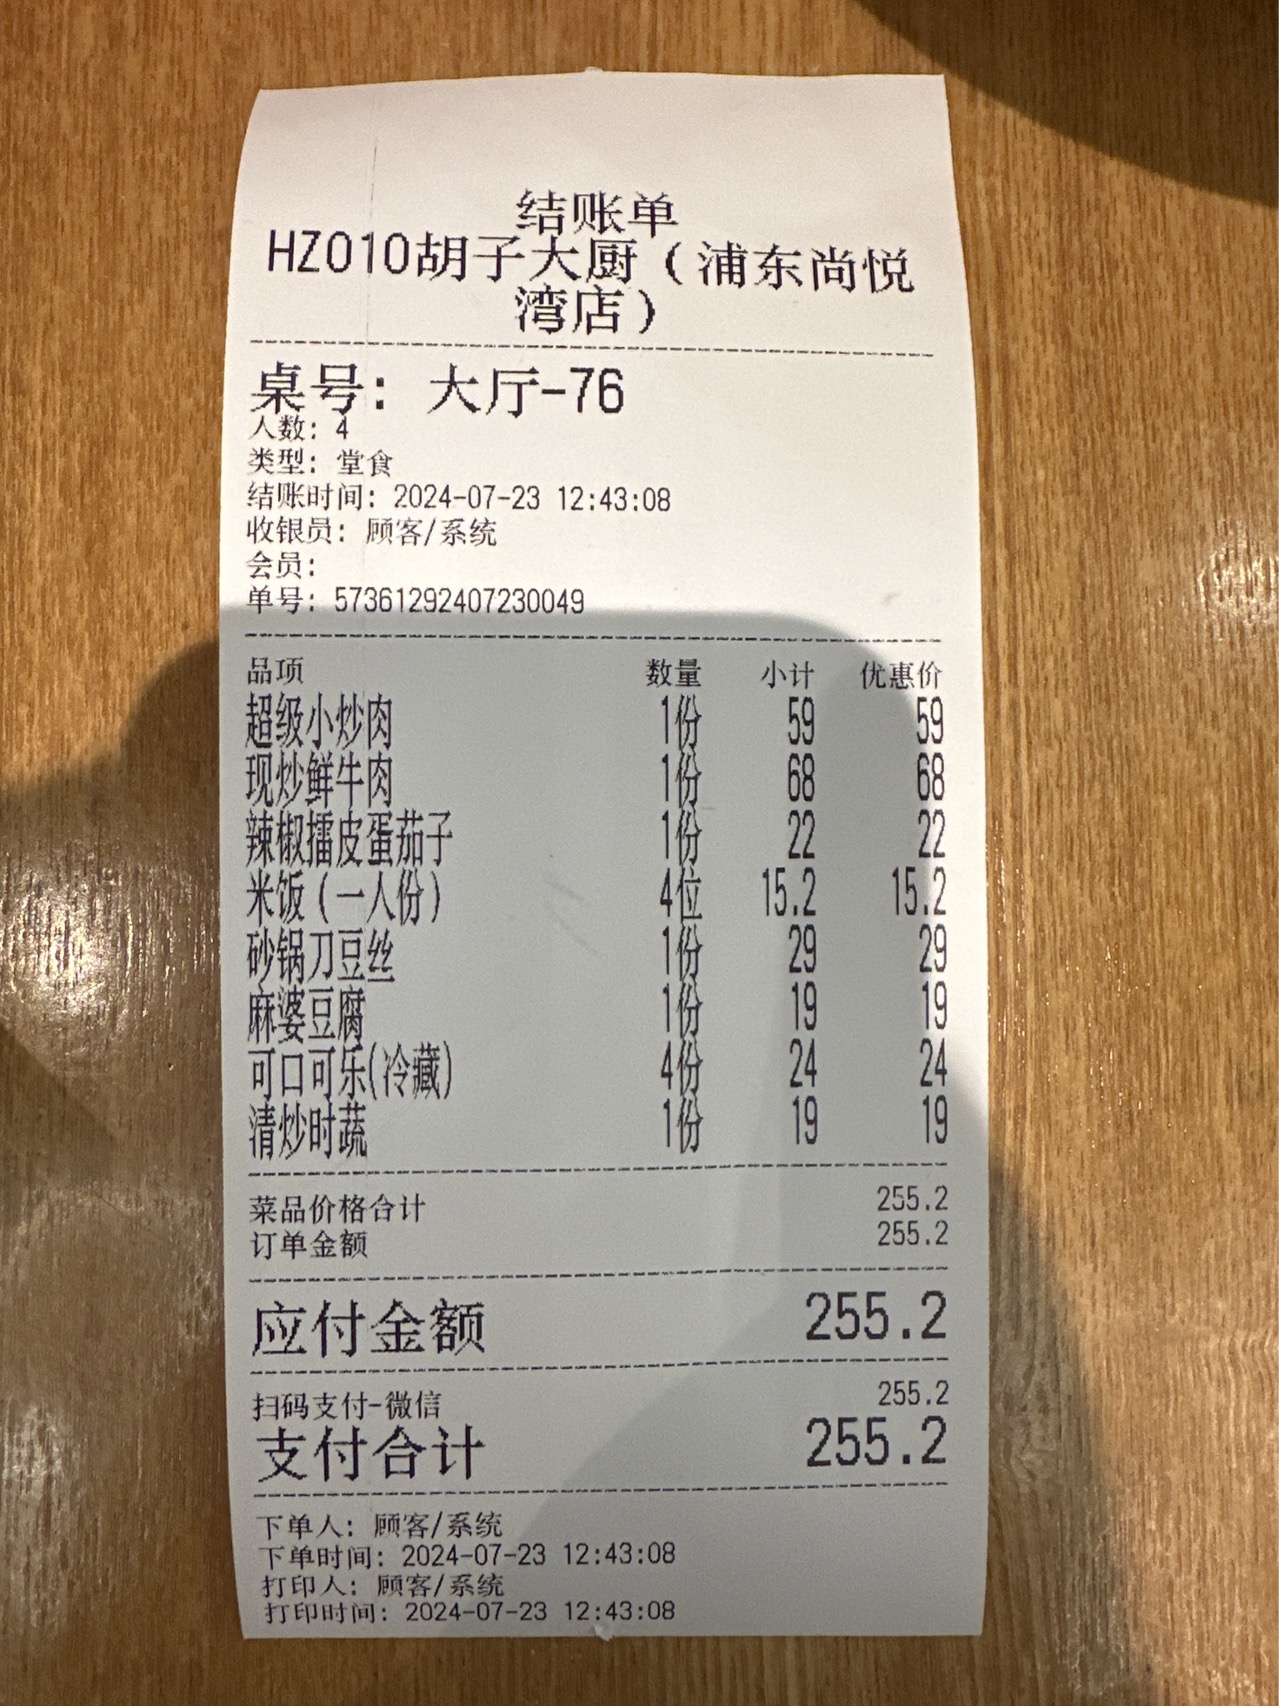 结账单
HZ010胡子大厨（浦东尚悦
湾店）
桌号: 大厅-76
人数: 4
类型: 堂食
结账时间: 2024-07-23 12:43:08
收银员: 顾客/系统
会员:
单号: 57361292407230049
品项 数量 小计 优惠价
超级小炒肉 1份 59 59
现炒鲜牛肉 1份 68 68
辣椒擂皮蛋茄子 1份 22 22
米饭（一人份） 4位 15.2 15.2
砂锅刀豆丝 1份 29 29
麻婆豆腐 1份 19 19
可口可乐(冷藏) 4份 24 24
清炒时蔬 1份 19 19
菜品价格合计 255.2
订单金额 255.2
应付金额 255.2
扫码支付-微信 255.2
支付合计 255.2
下单人: 顾客/系统
下单时间: 2024-07-23 12:43:08
打印人: 顾客/系统
打印时间: 2024-07-23 12:43:08